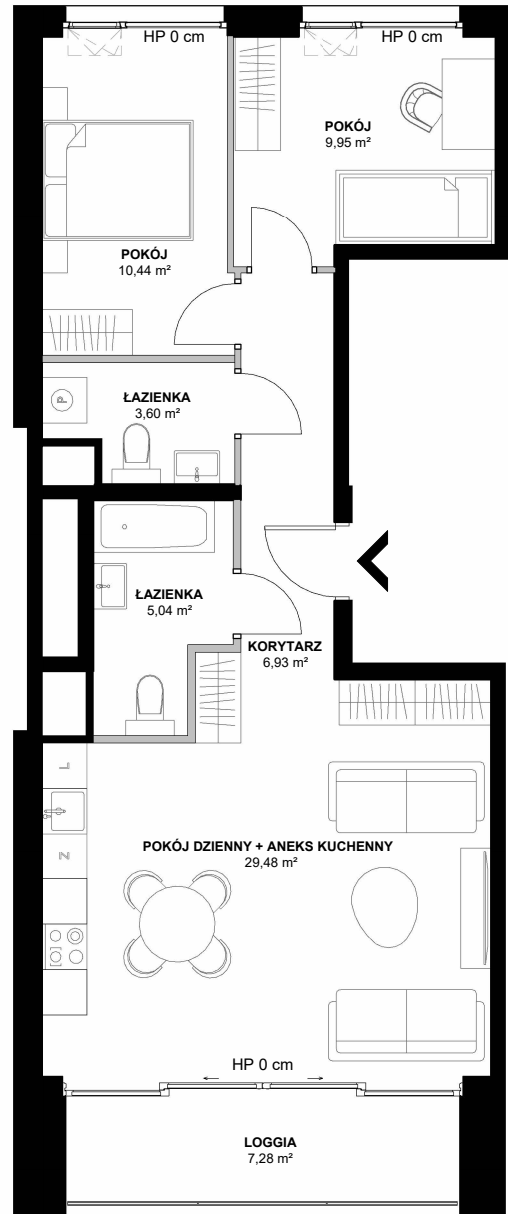 HP 0 cm
HP 0 cm
POKÓJ
9,95 m²
POKÓJ
10,44 m²
ŁAZIENKA
3,60 m²
P
ŁAZIENKA
5,04 m²
KORYTARZ
6,93 m²
L
Z
POKÓJ DZIENNY + ANEKS KUCHENNY
29,48 m²
HP 0 cm
LOGGIA
7,28 m²